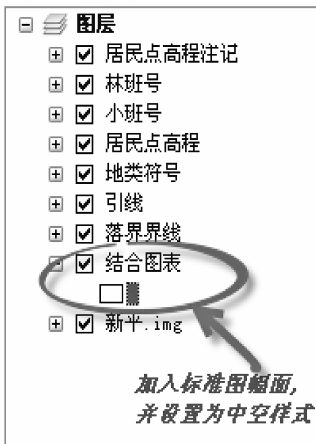 图层
居民点高程注记
林班号
小班号
居民点高程
地类符号
引线
落界界线
结合图表
新平.img
加入标准图幅面,
并设置为中空样式